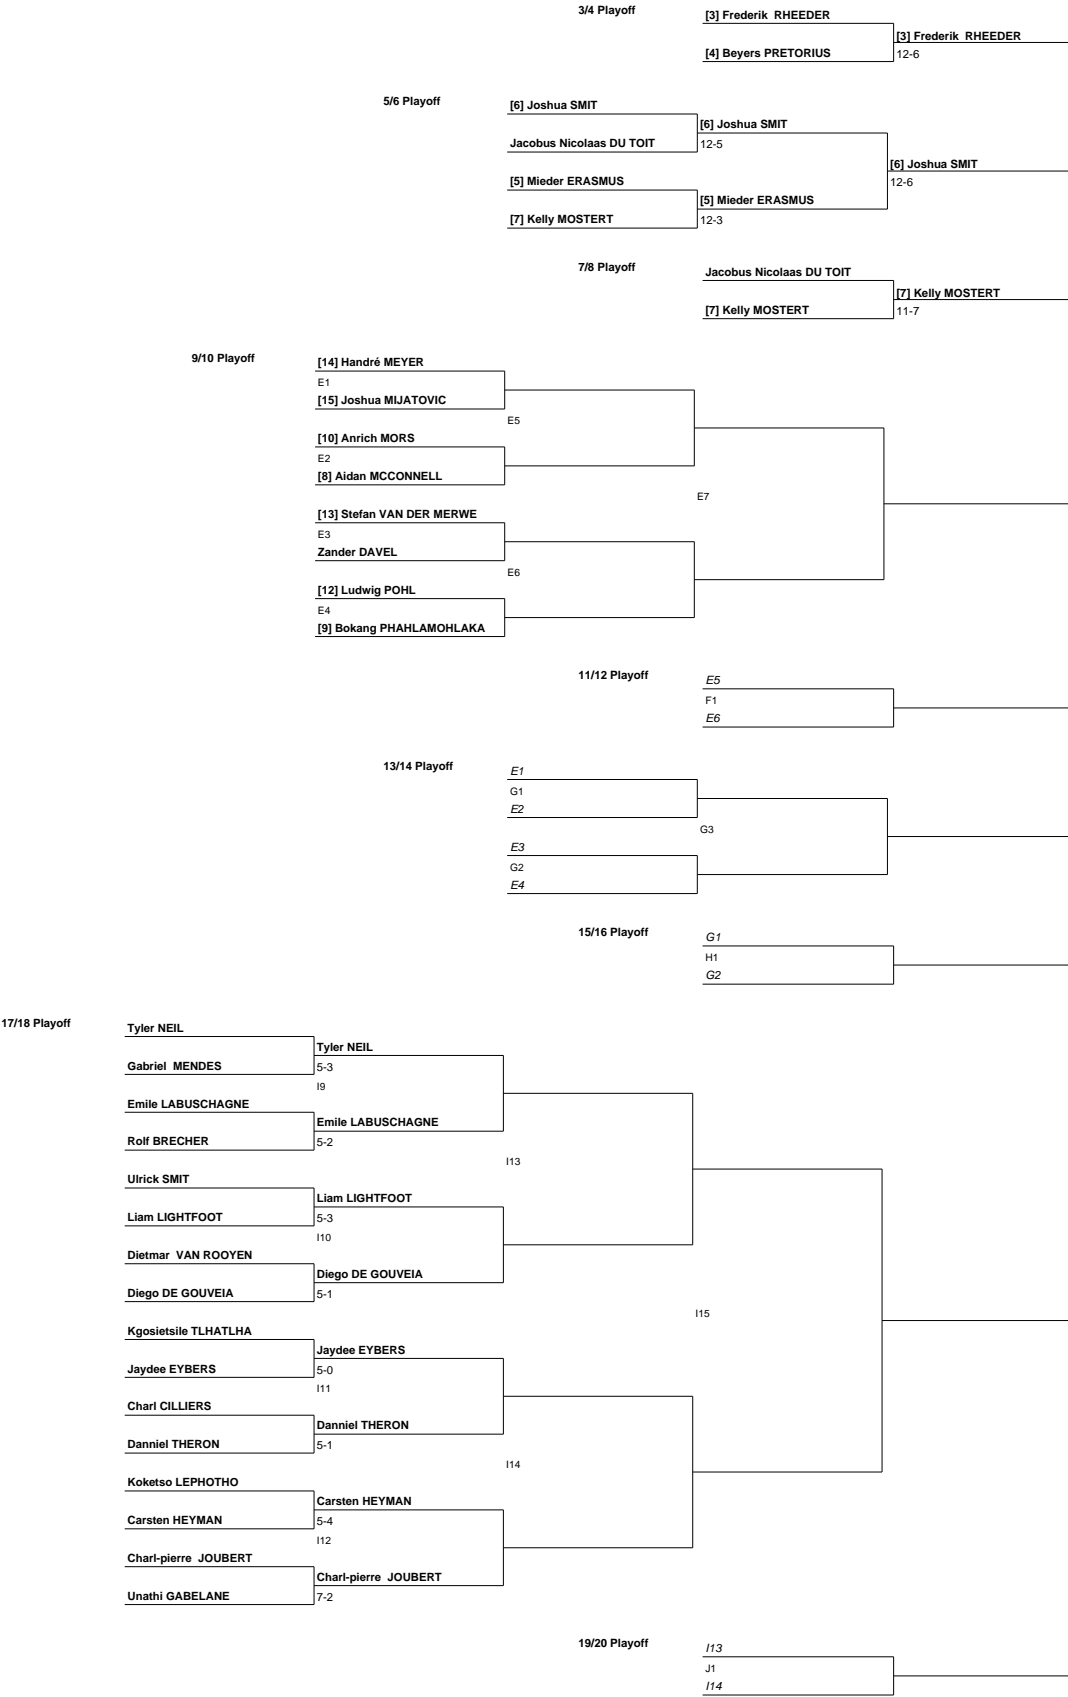 3/4 Playoff
[3] Frederik  RHEEDER
[3] Frederik  RHEEDER
[4] Beyers PRETORIUS
12-6
5/6 Playoff
[6] Joshua SMIT
[6] Joshua SMIT
Jacobus Nicolaas DU TOIT
12-5
[6] Joshua SMIT
12-6
[5] Mieder ERASMUS
[5] Mieder ERASMUS
[7] Kelly MOSTERT
12-3
7/8 Playoff
Jacobus Nicolaas DU TOIT
[7] Kelly MOSTERT
[7] Kelly MOSTERT
11-7
9/10 Playoff
[14] Handré MEYER
E1
[15] Joshua MIJATOVIC
E5
[10] Anrich MORS
E2
[8] Aidan MCCONNELL
E7
[13] Stefan VAN DER MERWE
E3
Zander DAVEL
E6
[12] Ludwig POHL
E4
[9] Bokang PHAHLAMOHLAKA
11/12 Playoff
E5
F1
E6
13/14 Playoff
E1
G1
E2
G3
E3
G2
E4
15/16 Playoff
G1
H1
G2
17/18 Playoff
Tyler NEIL
Tyler NEIL
Gabriel  MENDES
5-3
I9
Emile LABUSCHAGNE
Emile LABUSCHAGNE
Rolf BRECHER
5-2
I13
Ulrick SMIT
Liam LIGHTFOOT
Liam LIGHTFOOT
5-3
I10
Dietmar  VAN ROOYEN
Diego DE GOUVEIA
Diego DE GOUVEIA
5-1
I15
Kgosietsile TLHATLHA
Jaydee EYBERS
Jaydee EYBERS
5-0
I11
Charl CILLIERS
Danniel THERON
Danniel THERON
5-1
I14
Koketso LEPHOTHO
Carsten HEYMAN
Carsten HEYMAN
5-4
I12
Charl-pierre  JOUBERT
Charl-pierre  JOUBERT
Unathi GABELANE
7-2
19/20 Playoff
I13
J1
I14